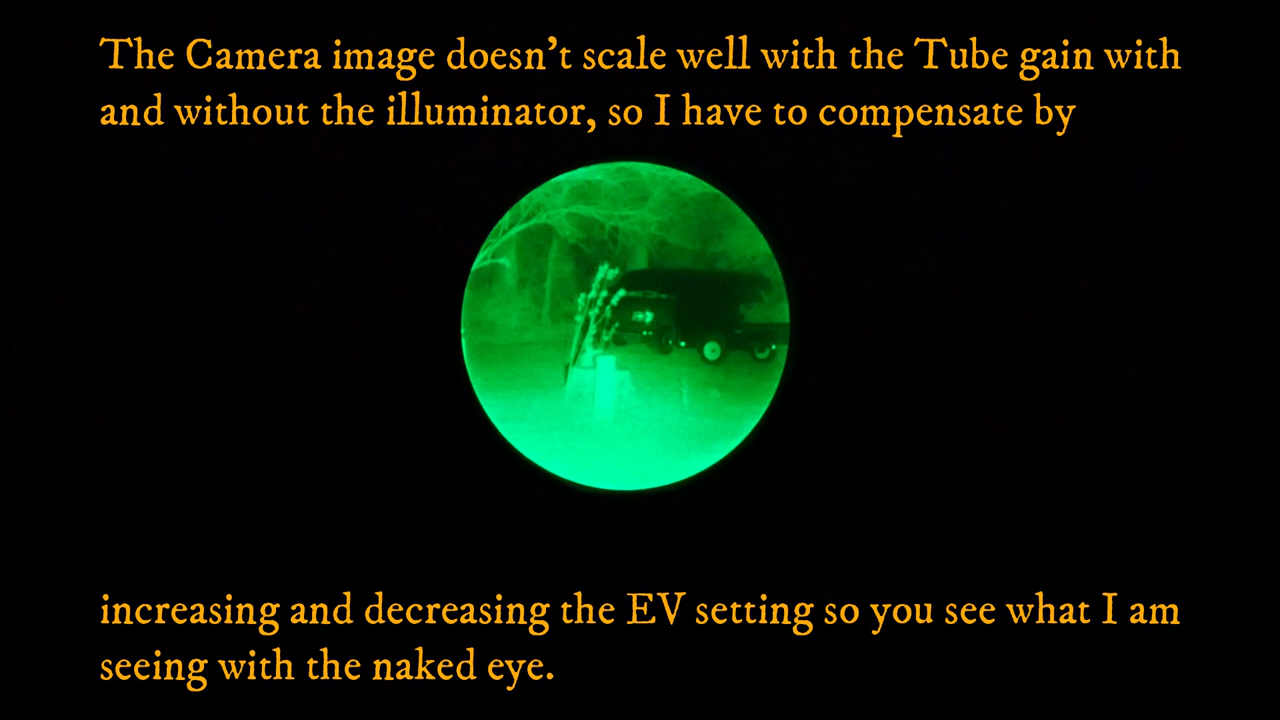 The Camera image doesn't scale well with the Tube gain with
and without the illuminator, so I have to compensate by
increasing and decreasing the EV setting so you see what I am
seeing with the naked eye.